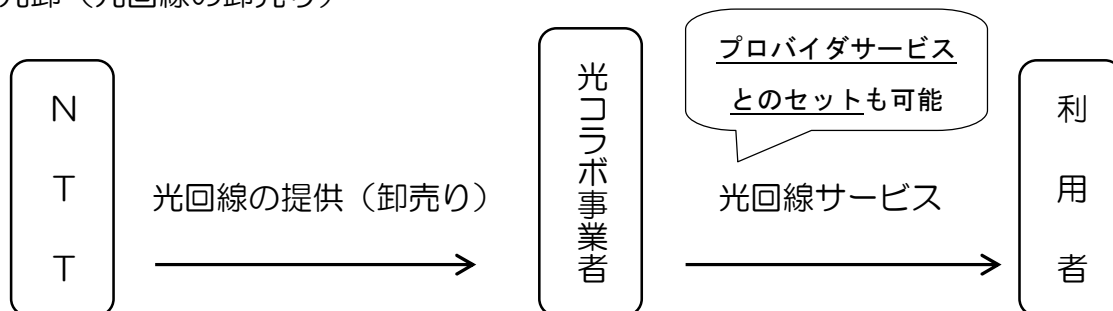 光卸(光回線の卸売り)
NTT
光回線の提供(卸売り)
光コラボ事業者
プロバイダサービス
とのセットも可能
光回線サービス
利用者